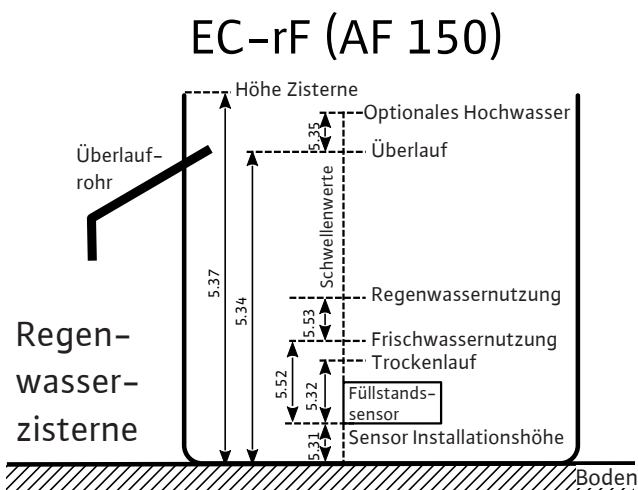 EC-rF (AF 150)
Höhe Zisterne
Optionales Hochwasser
5.35
Überlauf
Überlauf-
rohr
Schwellenwerte
5.37
5.34
Regenwassernutzung
5.53
Frischwassernutzung
Trockenlauf
5.52
5.32
Füllstands-
sensor
Sensor Installationshöhe
5.31
Regen-
wasser-
zisterne
Boden